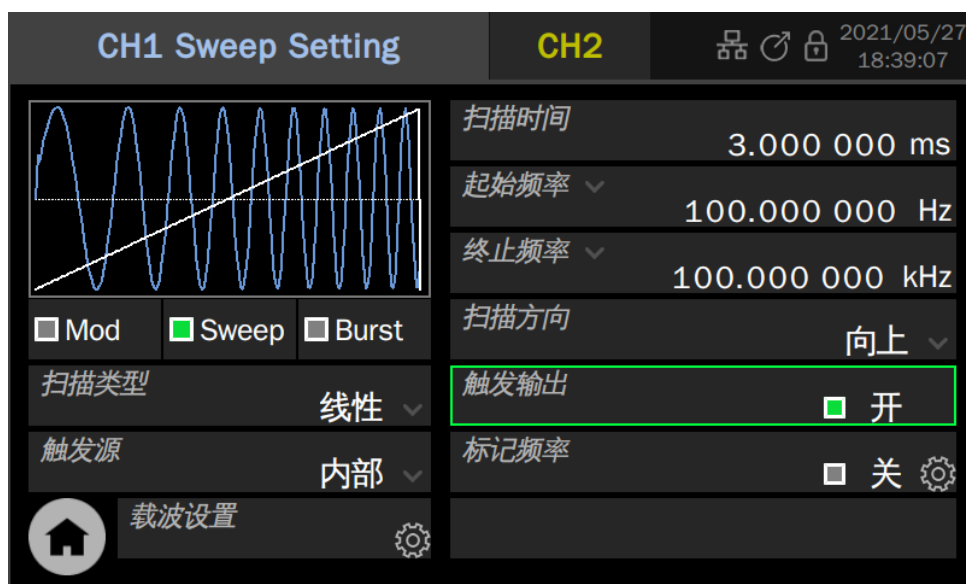 CH1 Sweep Setting
CH2
2021/05/27
18:39:07
扫描时间
3.000 000 ms
起始频率
100.000 000 Hz
终止频率
100.000 000 kHz
Mod
Sweep
Burst
扫描方向
向上
扫描类型
线性
触发输出
开
触发源
内部
标记频率
关
载波设置